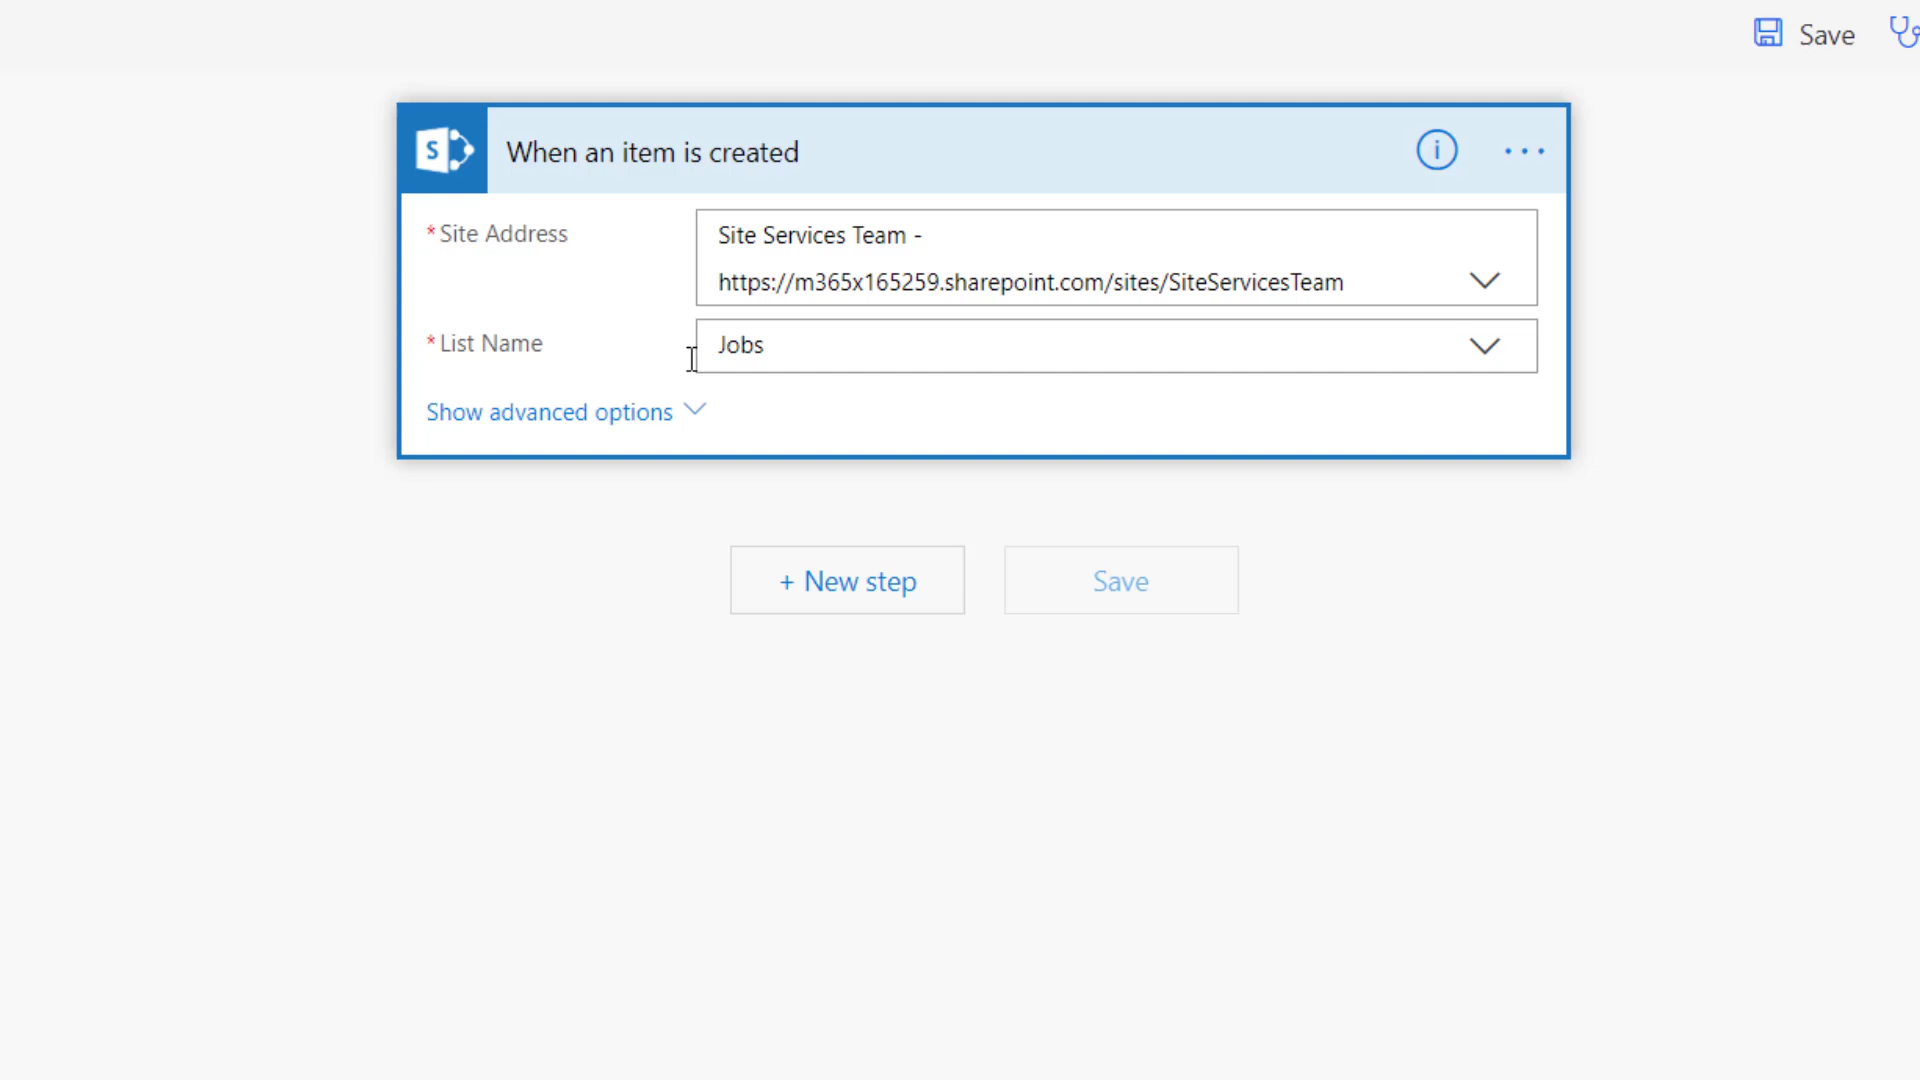 Save
S
When an item is created
i
*Site Address
Site Services Team -
https://m365x165259.sharepoint.com/sites/SiteServicesTeam
*List Name
Jobs
Show advanced options
+ New step
Save